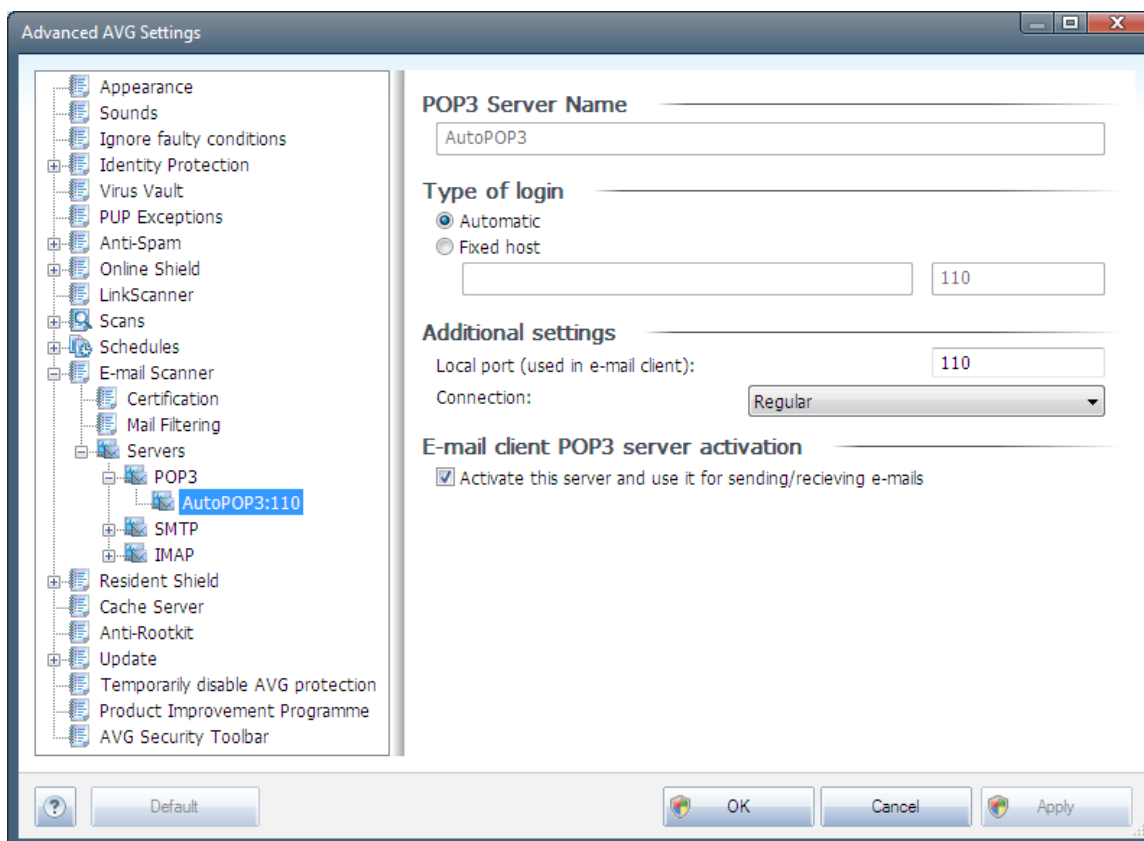 Advanced AVG Settings
Appearance
Sounds
Ignore faulty conditions
Identity Protection
Virus Vault
PUP Exceptions
Anti-Spam
Online Shield
LinkScanner
Scans
Schedules
E-mail Scanner
Certification
Mail Filtering
Servers
POP3
AutoPOP3:110
SMTP
IMAP
Resident Shield
Cache Server
Anti-Rootkit
Update
Temporarily disable AVG protection
Product Improvement Programme
AVG Security Toolbar
POP3 Server Name
AutoPOP3
Type of login
Automatic
Fixed host
110
Additional settings
Local port (used in e-mail client): 110
Connection: Regular
E-mail client POP3 server activation
Activate this server and use it for sending/recieving e-mails
? Default OK Cancel Apply